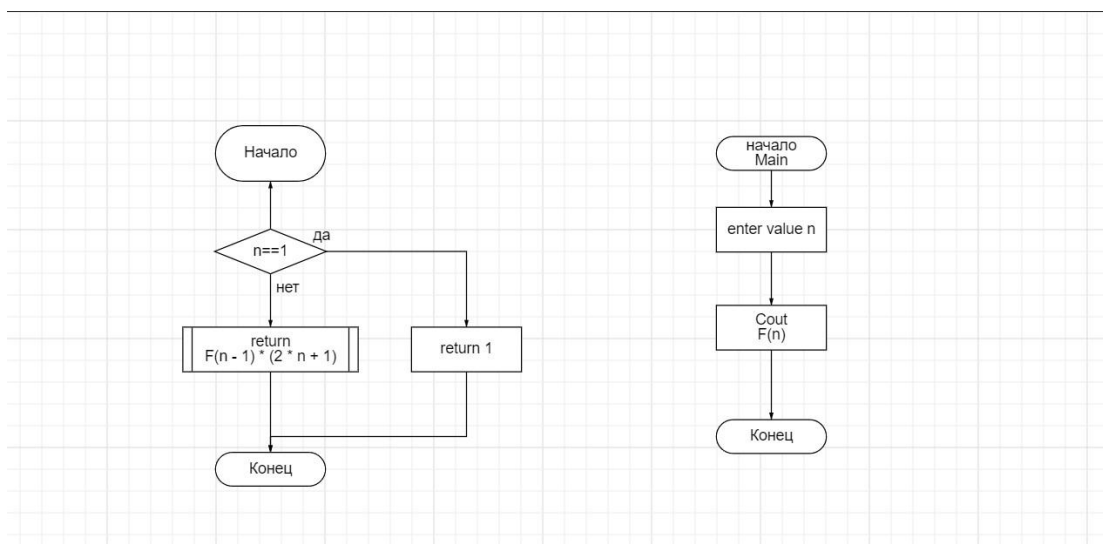 Начало
n==1
да
нет
return
F(n - 1) * (2 * n + 1)
return 1
Конец
начало
Main
enter value n
Cout
F(n)
Конец